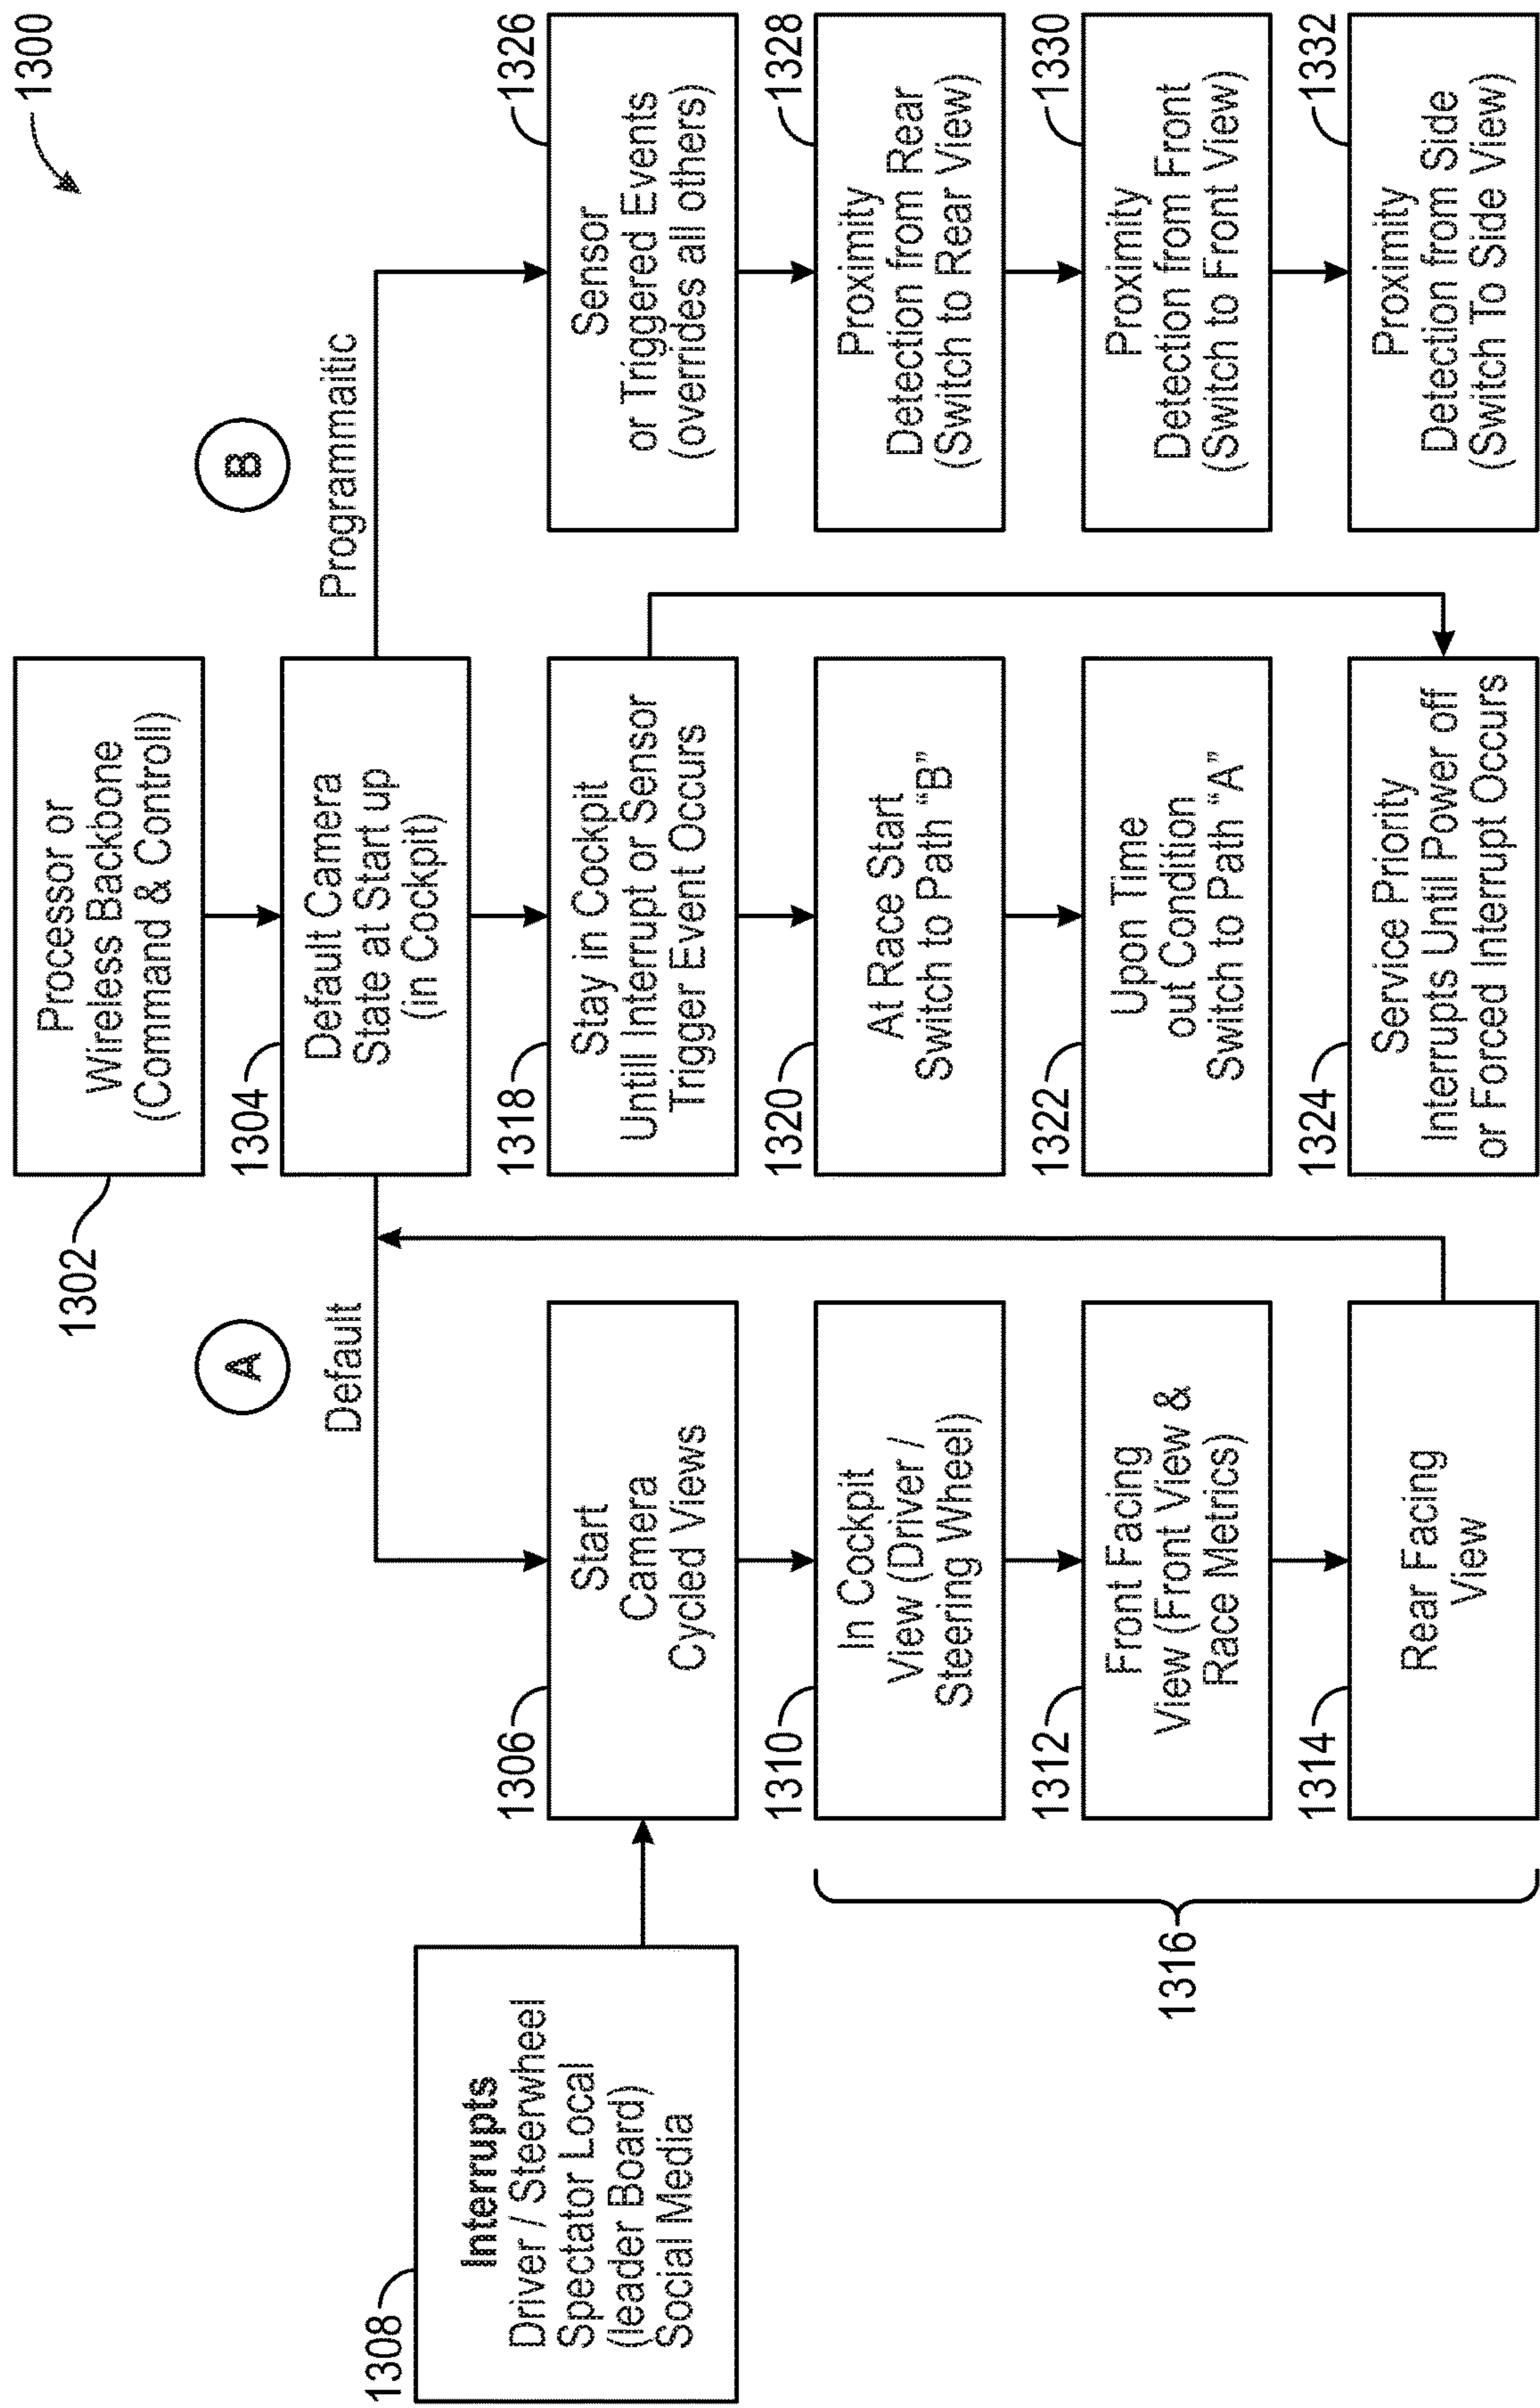 1300
Processor or
Wireless Backbone
(Command & Controll)
1302
Default Camera
State at Start up
(in Cockpit)
1304
A
Default
B
Programmaitic
Interrupts
Driver / Steerwheel
Spectator Local
(leader Board)
Social Media
1308
Start
Camera
Cycled Views
1306
In Cockpit
View (Driver /
Steering Wheel)
1310
Front Facing
View (Front View &
Race Metrics)
1312
Rear Facing
View
1314
1316
Stay in Cockpit
Untill Interrupt or Sensor
Trigger Event Occurs
1318
At Race Start
Switch to Path “B”
1320
Upon Time
out Condition
Switch to Path “A”
1322
Service Priority
Interrupts Until Power off
or Forced Interrupt Occurs
1324
Sensor
or Triggered Events
(overrides all others)
1326
Proximity
Detection from Rear
(Switch to Rear View)
1328
Proximity
Detection from Front
(Switch to Front View)
1330
Proximity
Detection from Side
(Switch To Side View)
1332